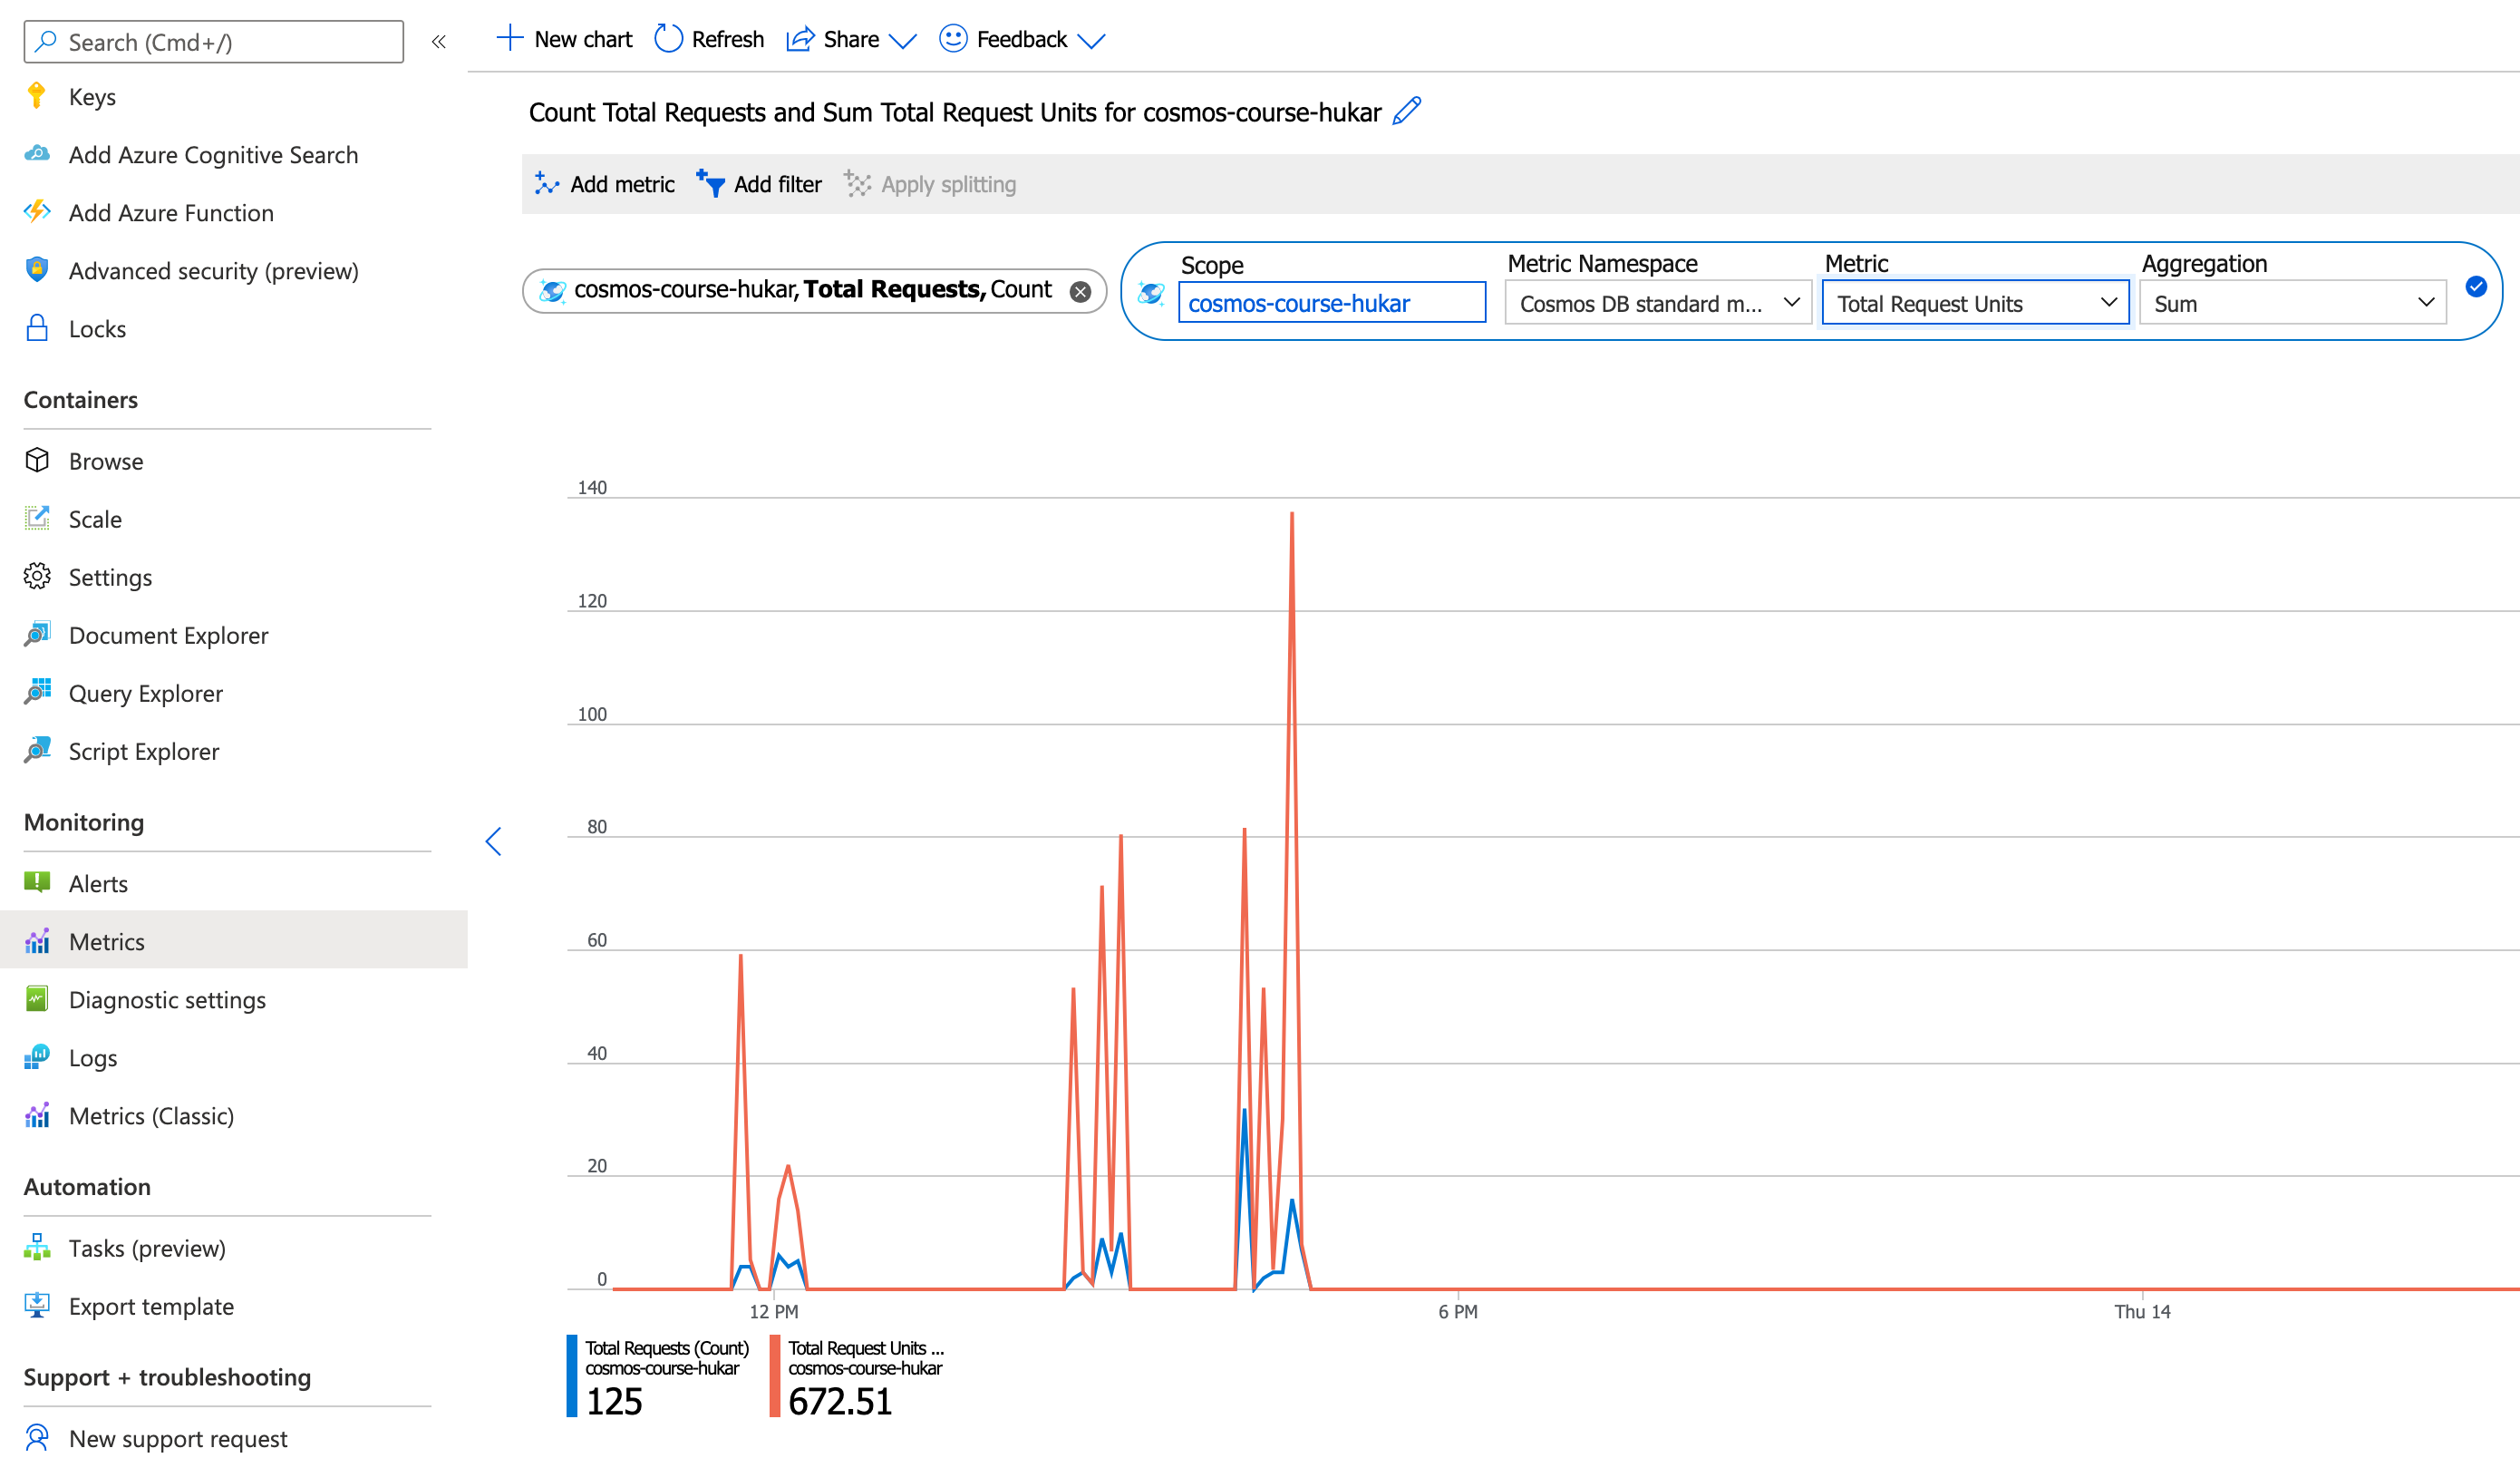 Search (Cmd+/)
«
Keys
Add Azure Cognitive Search
Add Azure Function
Advanced security (preview)
Locks
Containers
Browse
Scale
Settings
Document Explorer
Query Explorer
Script Explorer
Monitoring
Alerts
Metrics
Diagnostic settings
Logs
Metrics (Classic)
Automation
Tasks (preview)
Export template
Support + troubleshooting
New support request
New chart Refresh Share Feedback
Count Total Requests and Sum Total Request Units for cosmos-course-hukar
Add metric Add filter Apply splitting
cosmos-course-hukar, Total Requests, Count
Scope Metric Namespace Metric Aggregation
cosmos-course-hukar Cosmos DB standard m... Total Request Units Sum
140
120
100
80
60
40
20
0
12 PM 6 PM Thu 14
Total Requests (Count)
cosmos-course-hukar
125
Total Request Units ...
cosmos-course-hukar
672.51